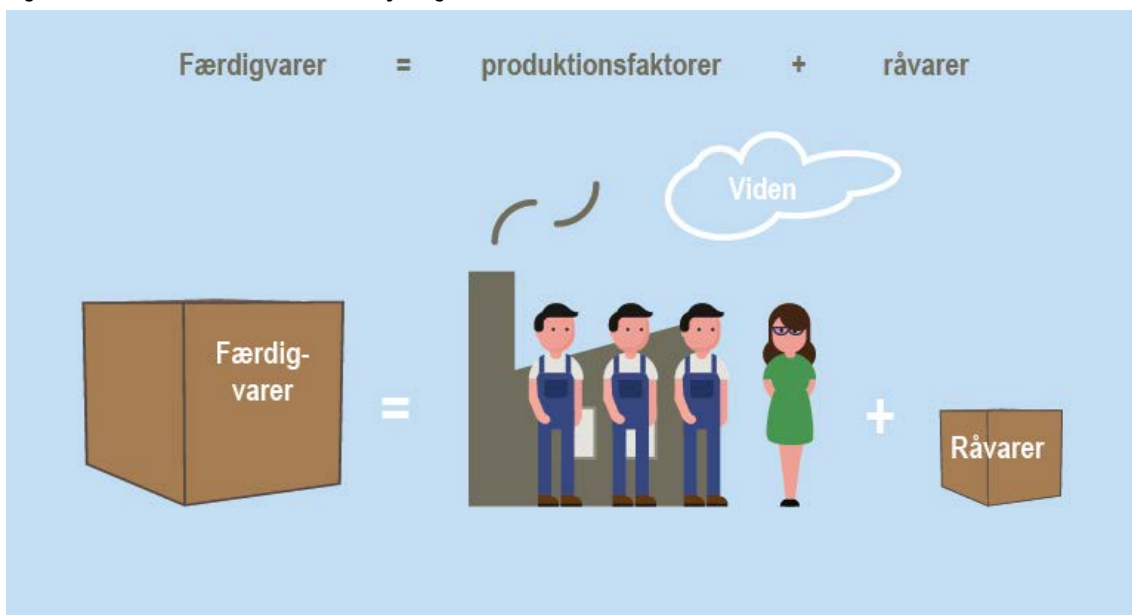 Færdigvarer = produktionsfaktorer + råvarer
Viden
Færdig-
varer
=
+
Råvarer